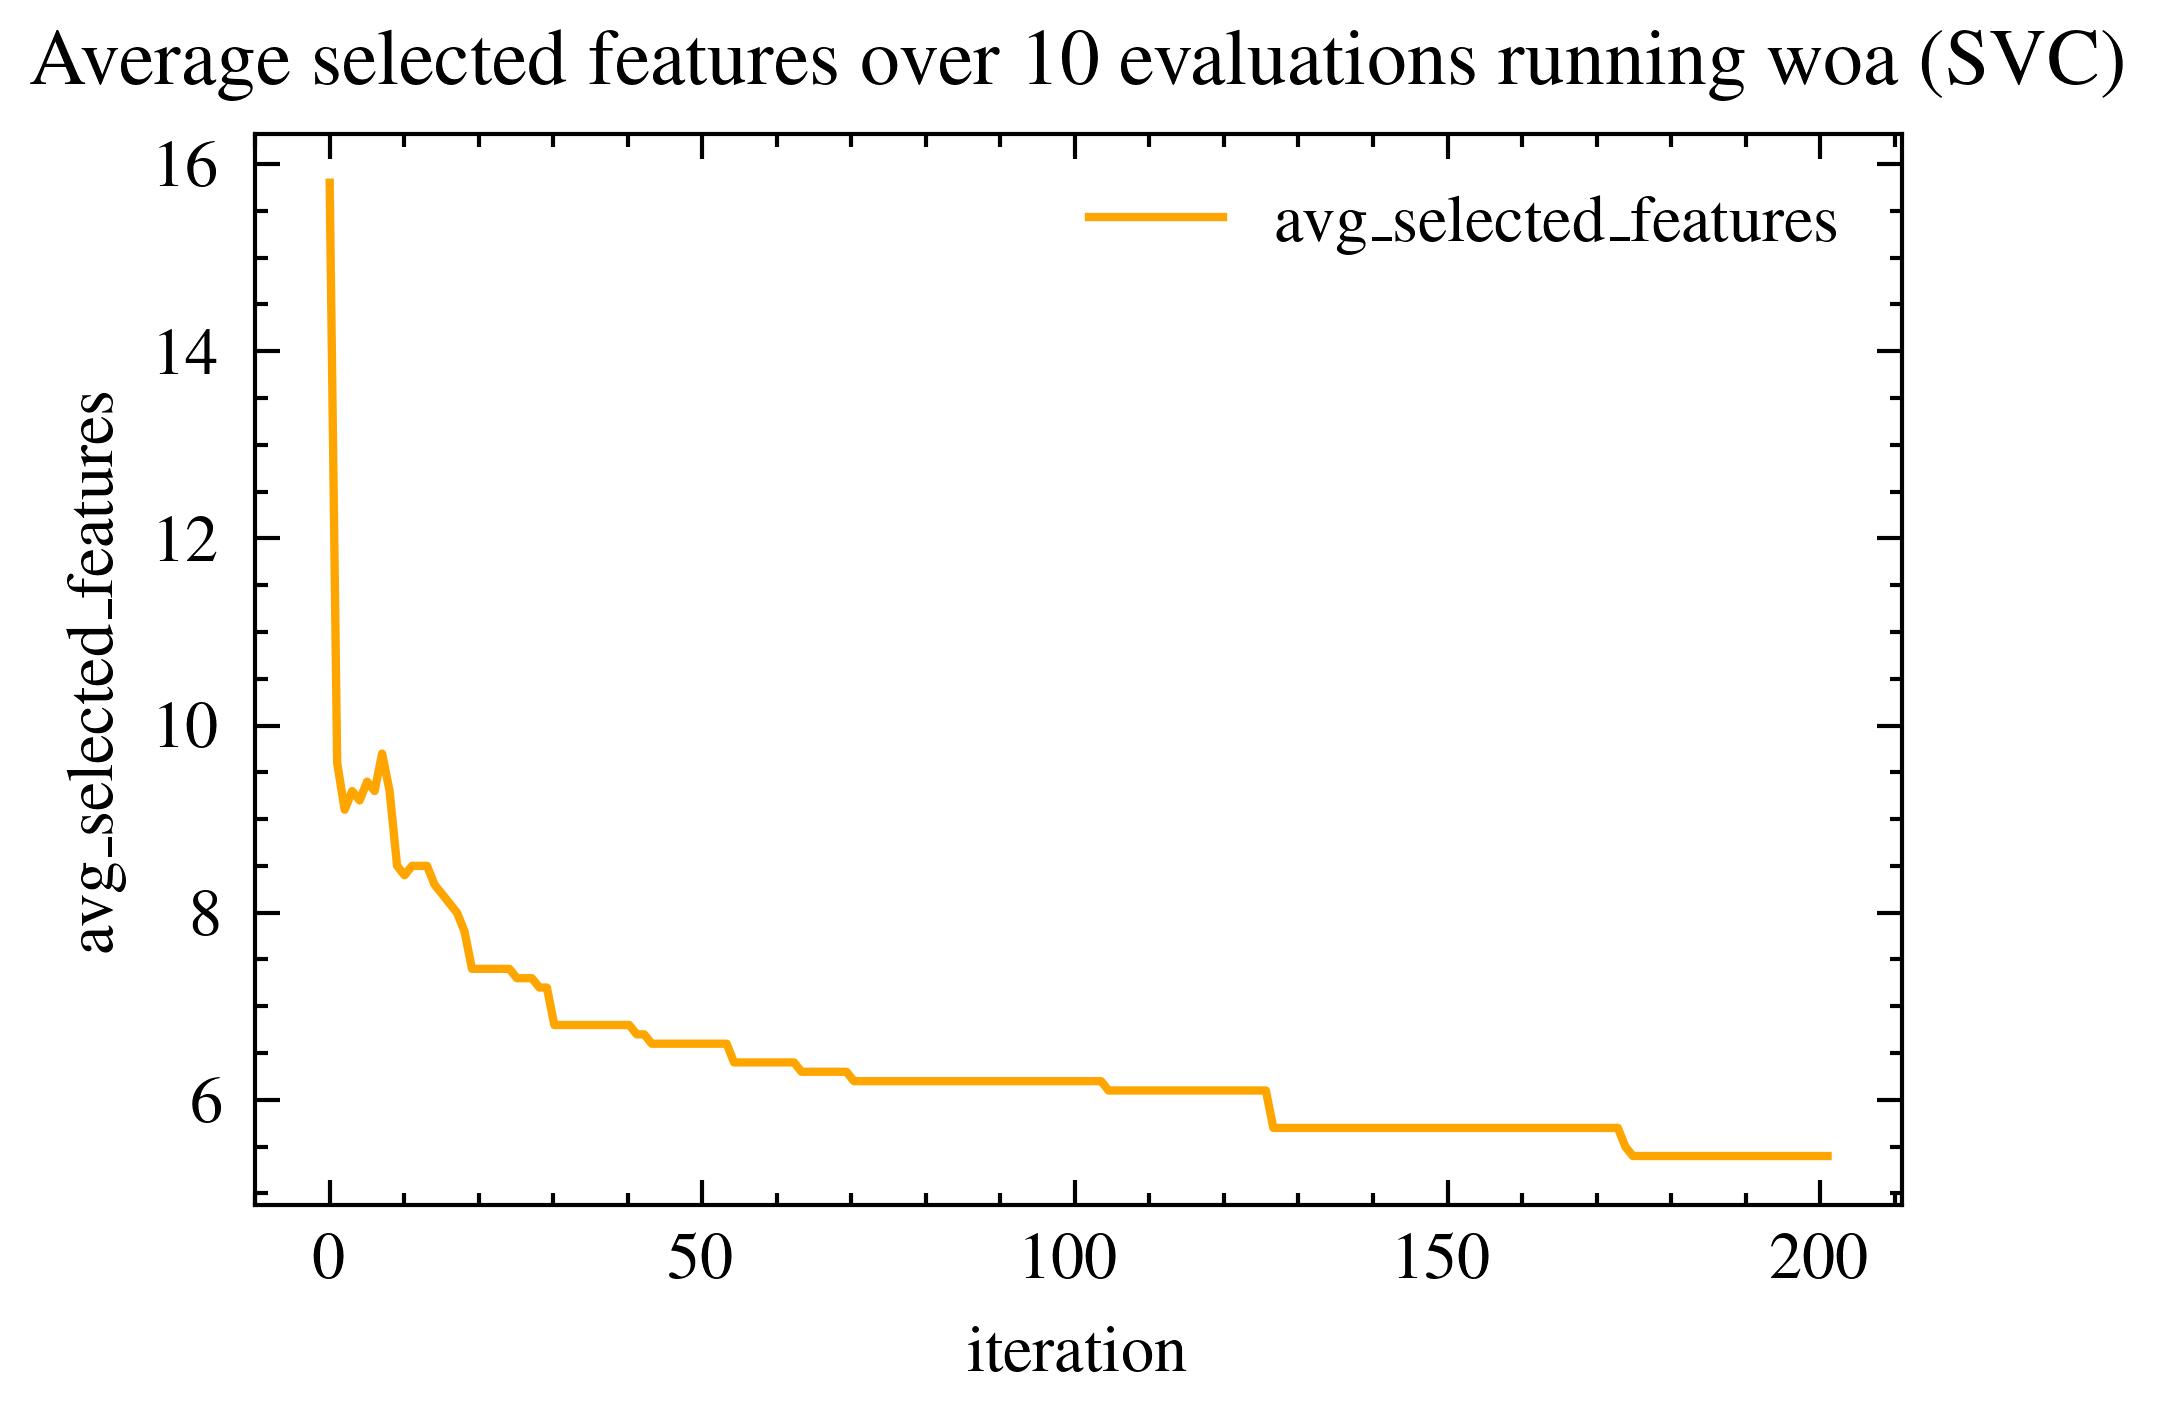 Average selected features over 10 evaluations running woa (SVC)
16
14
12
10
8
6
avg_selected_features
avg_selected_features
0 50 100 150 200
iteration